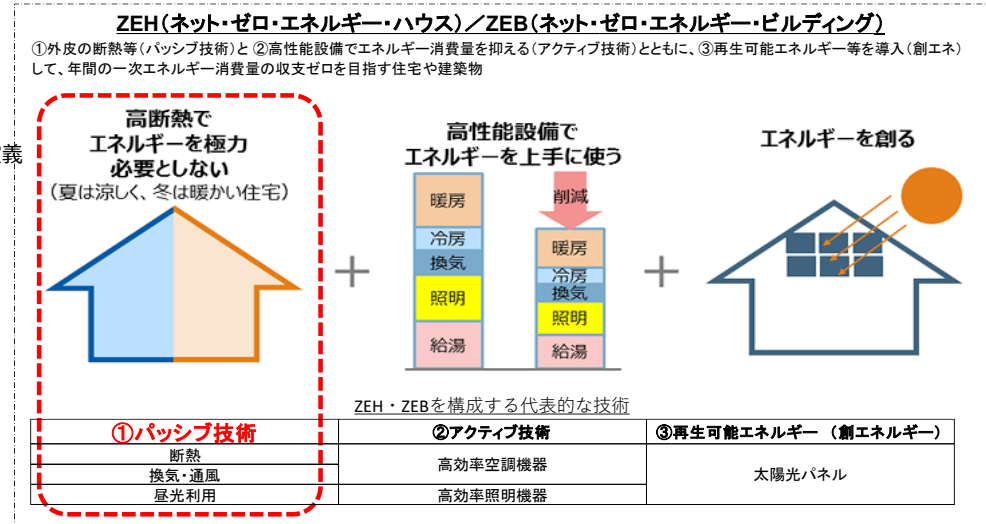 ZEH(ネット・ゼロ・エネルギー・ハウス)／ZEB(ネット・ゼロ・エネルギー・ビルディング)
①外皮の断熱等(パッシブ技術)と ②高性能設備でエネルギー消費量を抑える(アクティブ技術)とともに、③再生可能エネルギー等を導入(創エネ)
して、年間の一次エネルギー消費量の収支ゼロを目指す住宅や建築物
義
高断熱で
エネルギーを極力
必要としない
(夏は涼しく、冬は暖かい住宅)
+
高性能設備で
エネルギーを上手に使う
暖房
冷房
換気
照明
給湯
削減
暖房
冷房
換気
照明
給湯
+
エネルギーを創る
ZEH・ZEBを構成する代表的な技術
①パッシブ技術
②アクティブ技術
③再生可能エネルギー (創エネルギー)
断熱
換気・通風
昼光利用
高効率空調機器
高効率照明機器
太陽光パネル